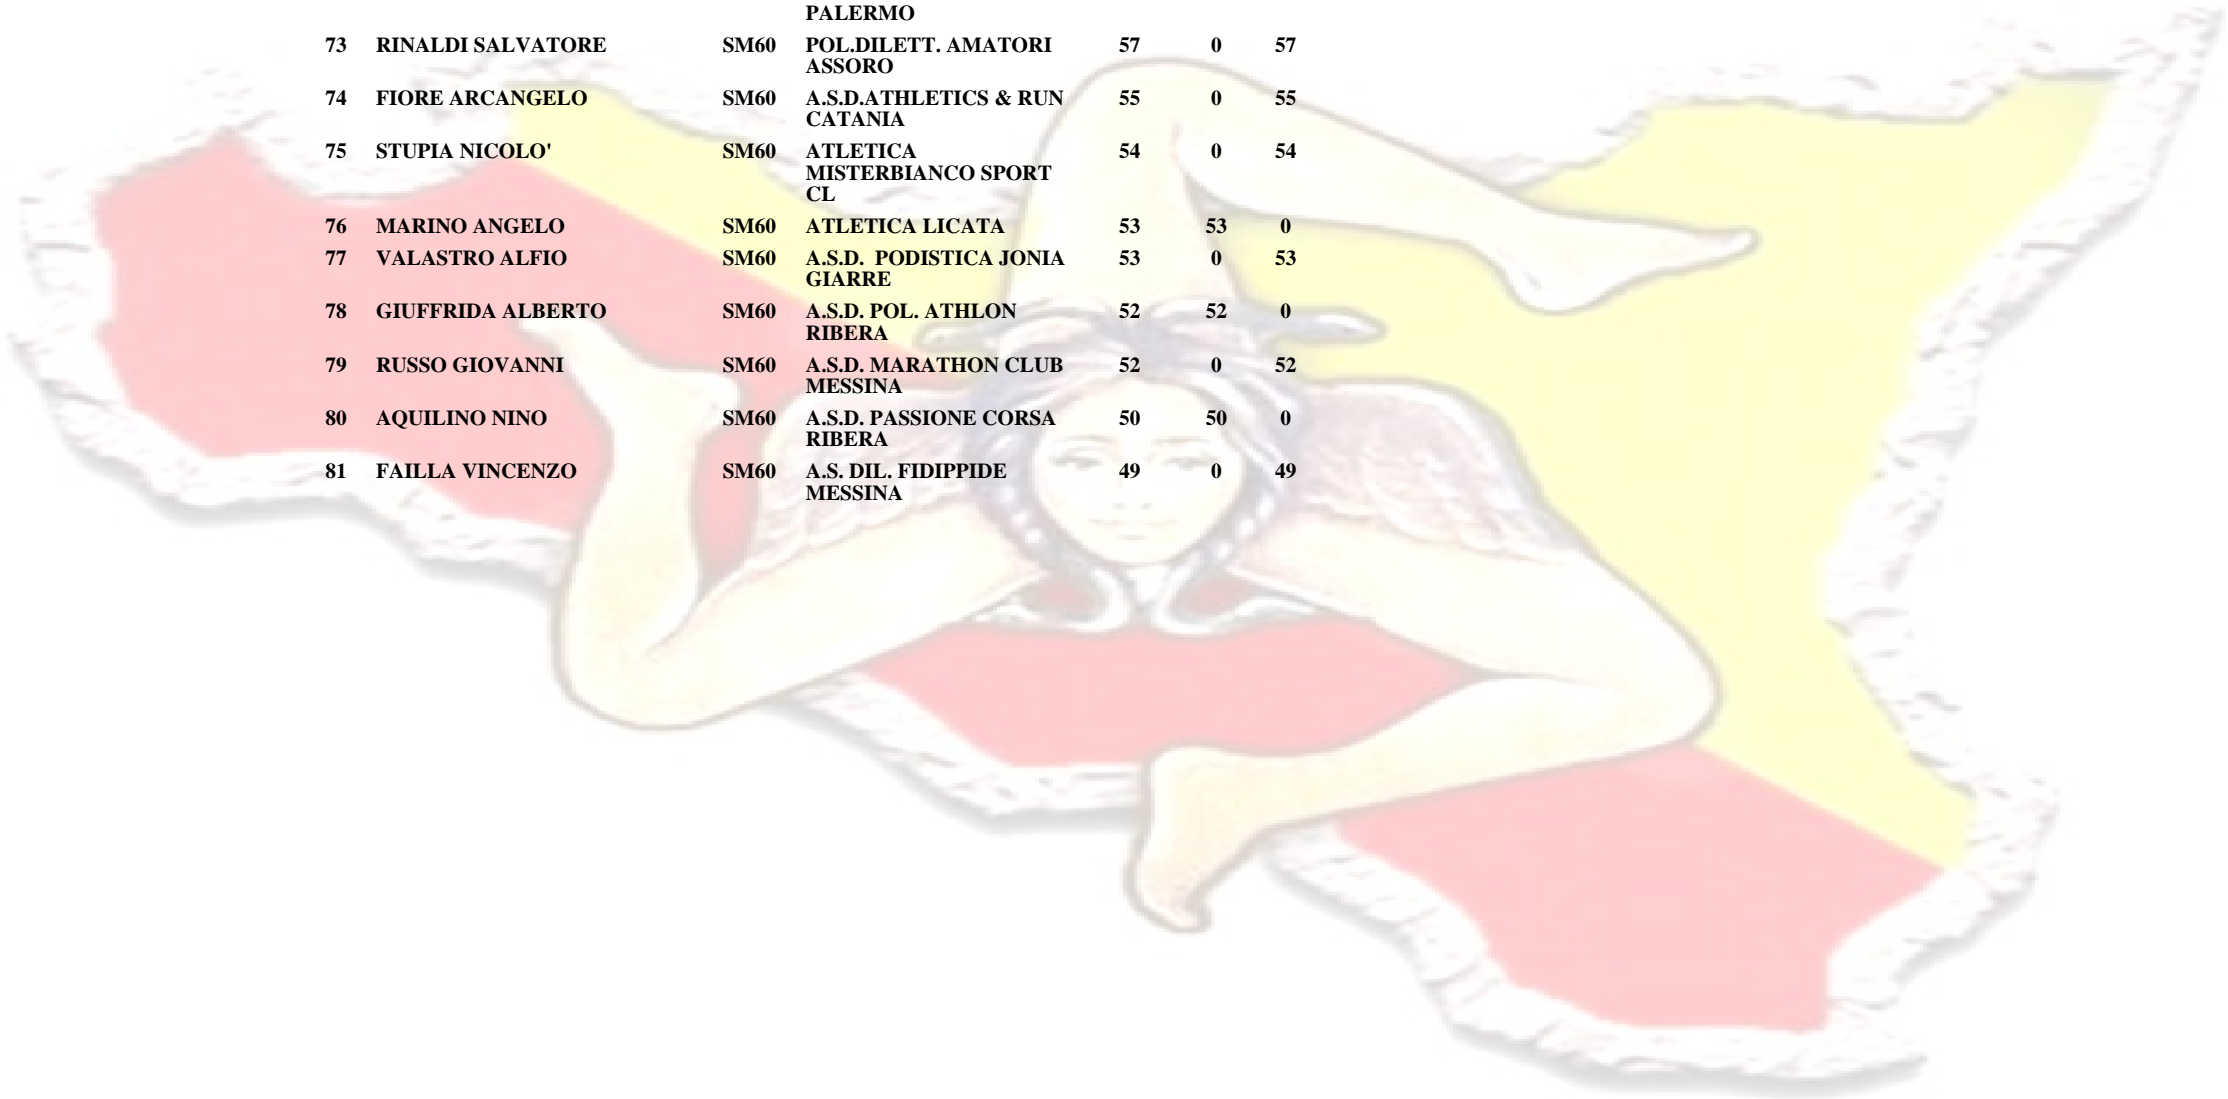 PALERMO
73 RINALDI SALVATORE SM60 POL.DILETT. AMATORI 57 0 57
ASSORO
74 FIORE ARCANGELO SM60 A.S.D.ATHLETICS & RUN 55 0 55
CATANIA
75 STUPIA NICOLO' SM60 ATLETICA 54 0 54
MISTERBIANCO SPORT
CL
76 MARINO ANGELO SM60 ATLETICA LICATA 53 53 0
77 VALASTRO ALFIO SM60 A.S.D. PODISTICA JONIA 53 0 53
GIARRE
78 GIUFFRIDA ALBERTO SM60 A.S.D. POL. ATHLON 52 52 0
RIBERA
79 RUSSO GIOVANNI SM60 A.S.D. MARATHON CLUB 52 0 52
MESSINA
80 AQUILINO NINO SM60 A.S.D. PASSIONE CORSA 50 50 0
RIBERA
81 FAILLA VINCENZO SM60 A.S. DIL. FIDIPPIDE 49 0 49
MESSINA